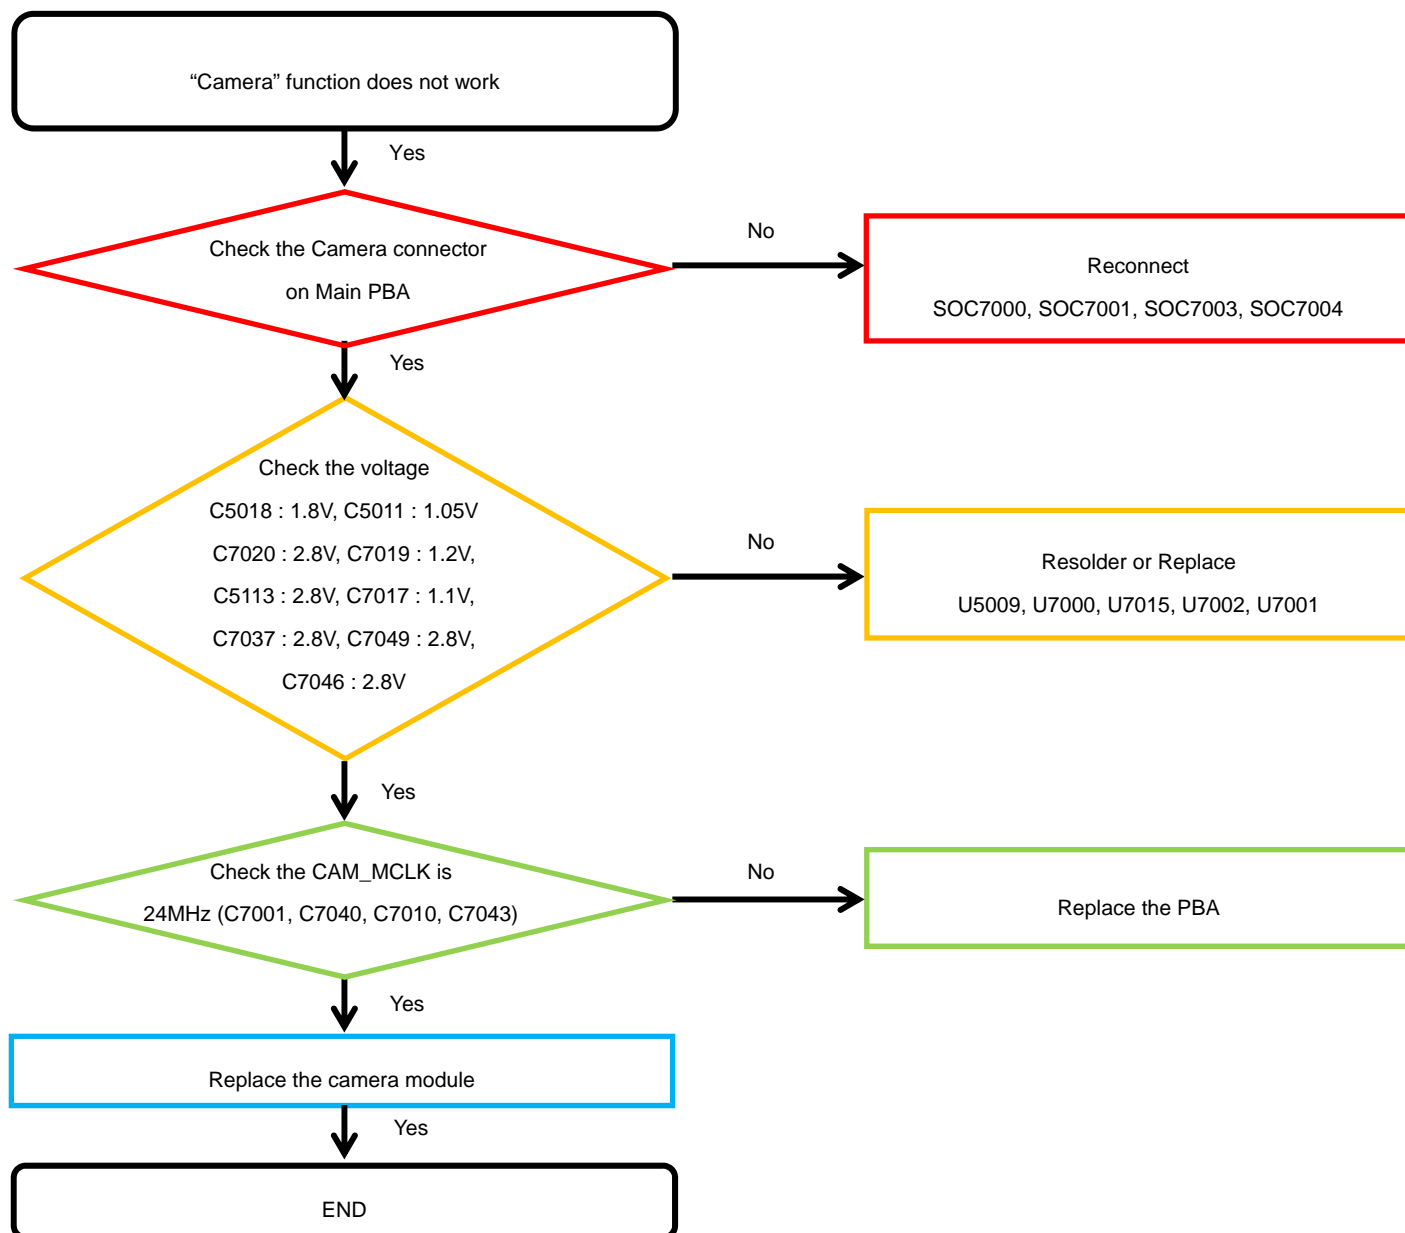 “Camera” function does not work
Yes
Check the Camera connector
on Main PBA
No
Reconnect
SOC7000, SOC7001, SOC7003, SOC7004
Yes
Check the voltage
C5018 : 1.8V, C5011 : 1.05V
C7020 : 2.8V, C7019 : 1.2V,
C5113 : 2.8V, C7017 : 1.1V,
C7037 : 2.8V, C7049 : 2.8V,
C7046 : 2.8V
No
Resolder or Replace
U5009, U7000, U7015, U7002, U7001
Yes
Check the CAM_MCLK is
24MHz (C7001, C7040, C7010, C7043)
No
Replace the PBA
Yes
Replace the camera module
Yes
END